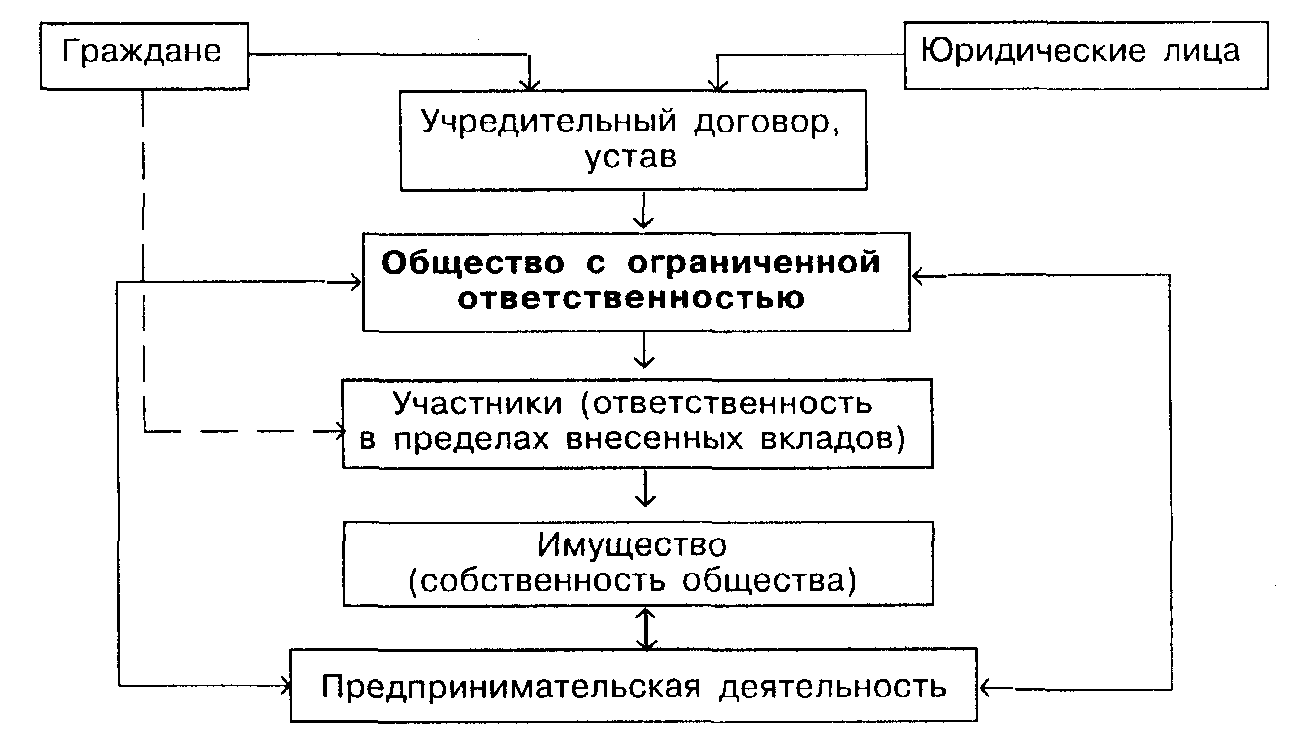 Граждане
Юридические лица
Учредительный договор,
устав
Общество с ограниченной
ответственностью
Участники (ответственность
в пределах внесенных вкладов)
Имущество
(собственность общества)
Предпринимательская деятельность